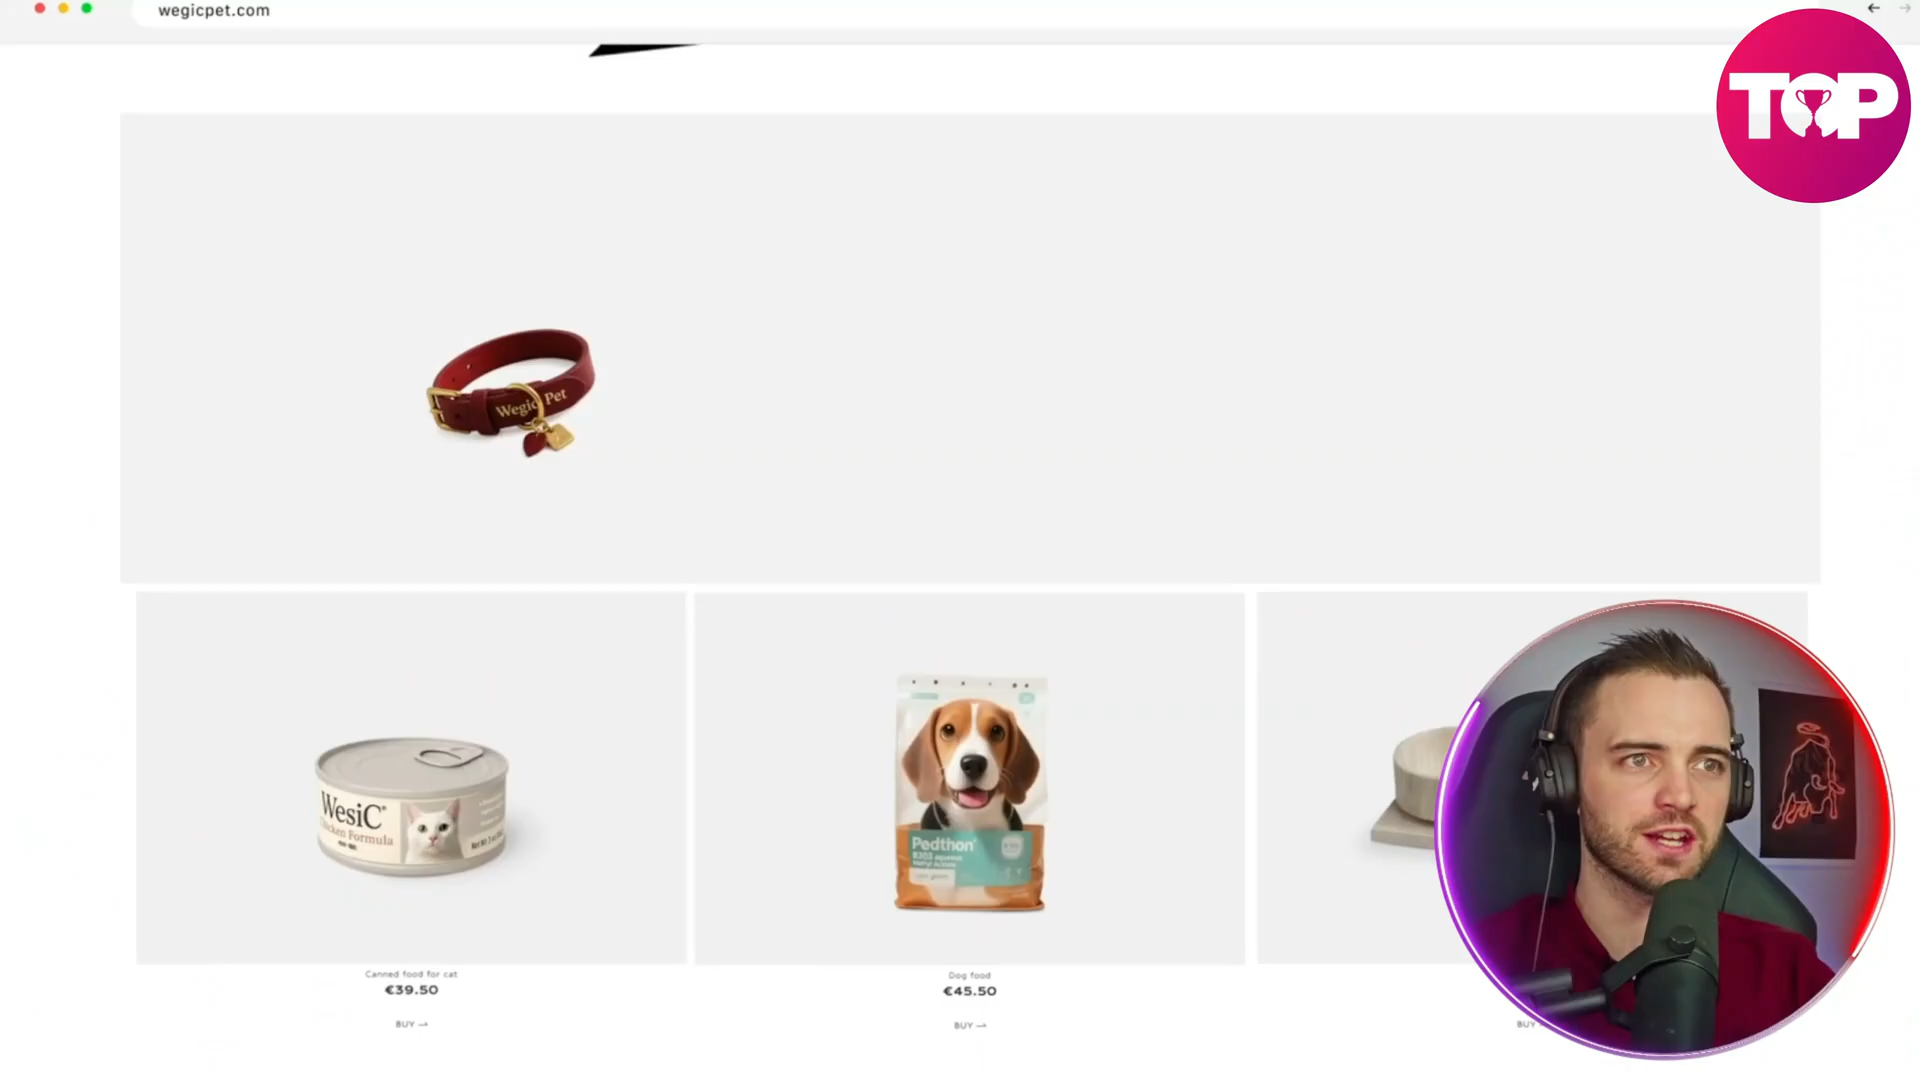 wegicpet.com
TOP
Wegic Pet
WesiC
Chicken Formula
Pedthon
Canned food for cat
€39.50
BUY →
Dog food
€45.50
BUY →
BUY